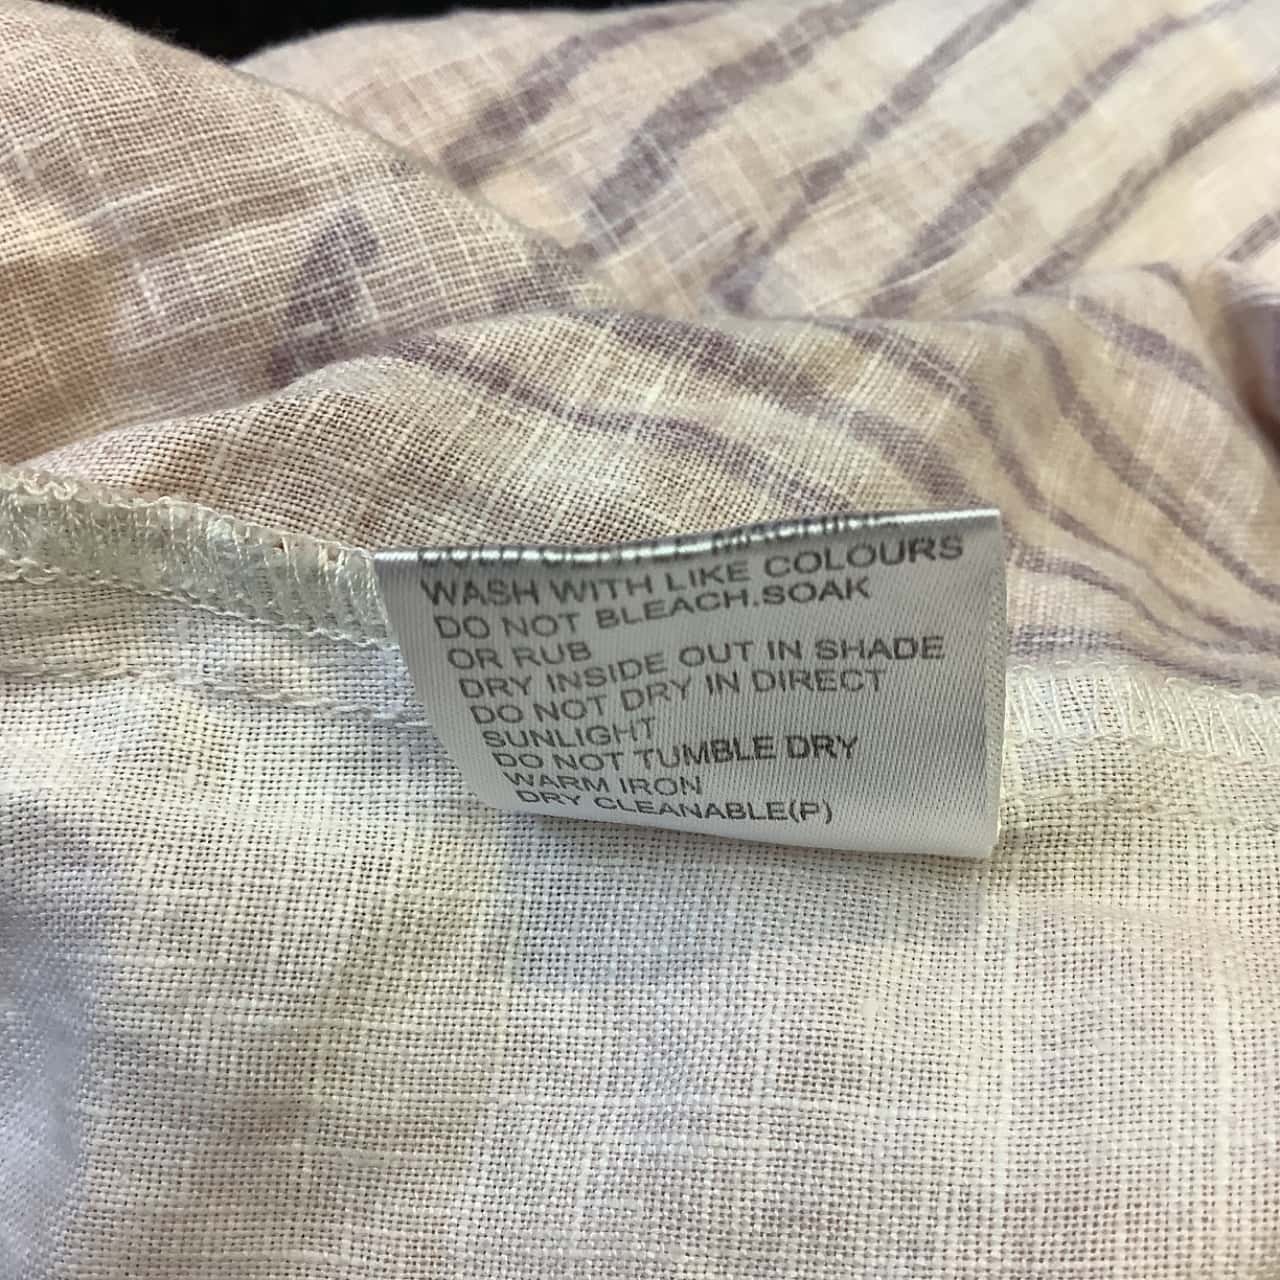 WASH WITH LIKE COLOURS
DO NOT BLEACH.SOAK
OR RUB
DRY INSIDE OUT IN SHADE
DO NOT DRY IN DIRECT
SUNLIGHT
DO NOT TUMBLE DRY
WARM IRON
DRY CLEANABLE(P)